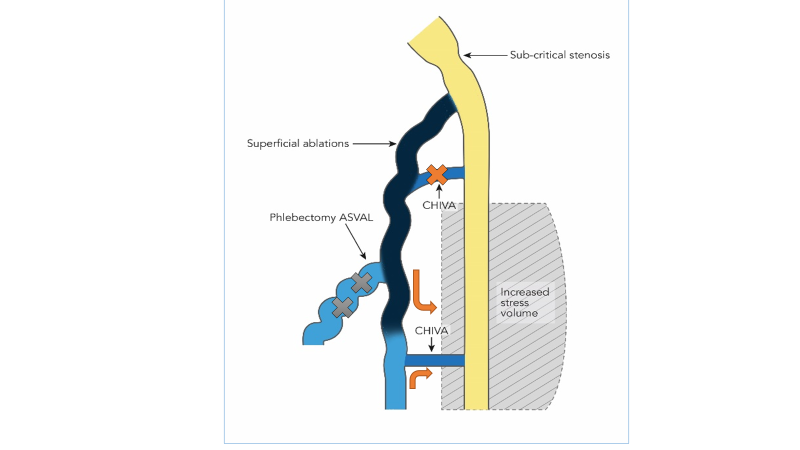 Sub-critical stenosis
Superficial ablations
CHIVA
Phlebectomy ASVAL
Increased
stress
volume
CHIVA